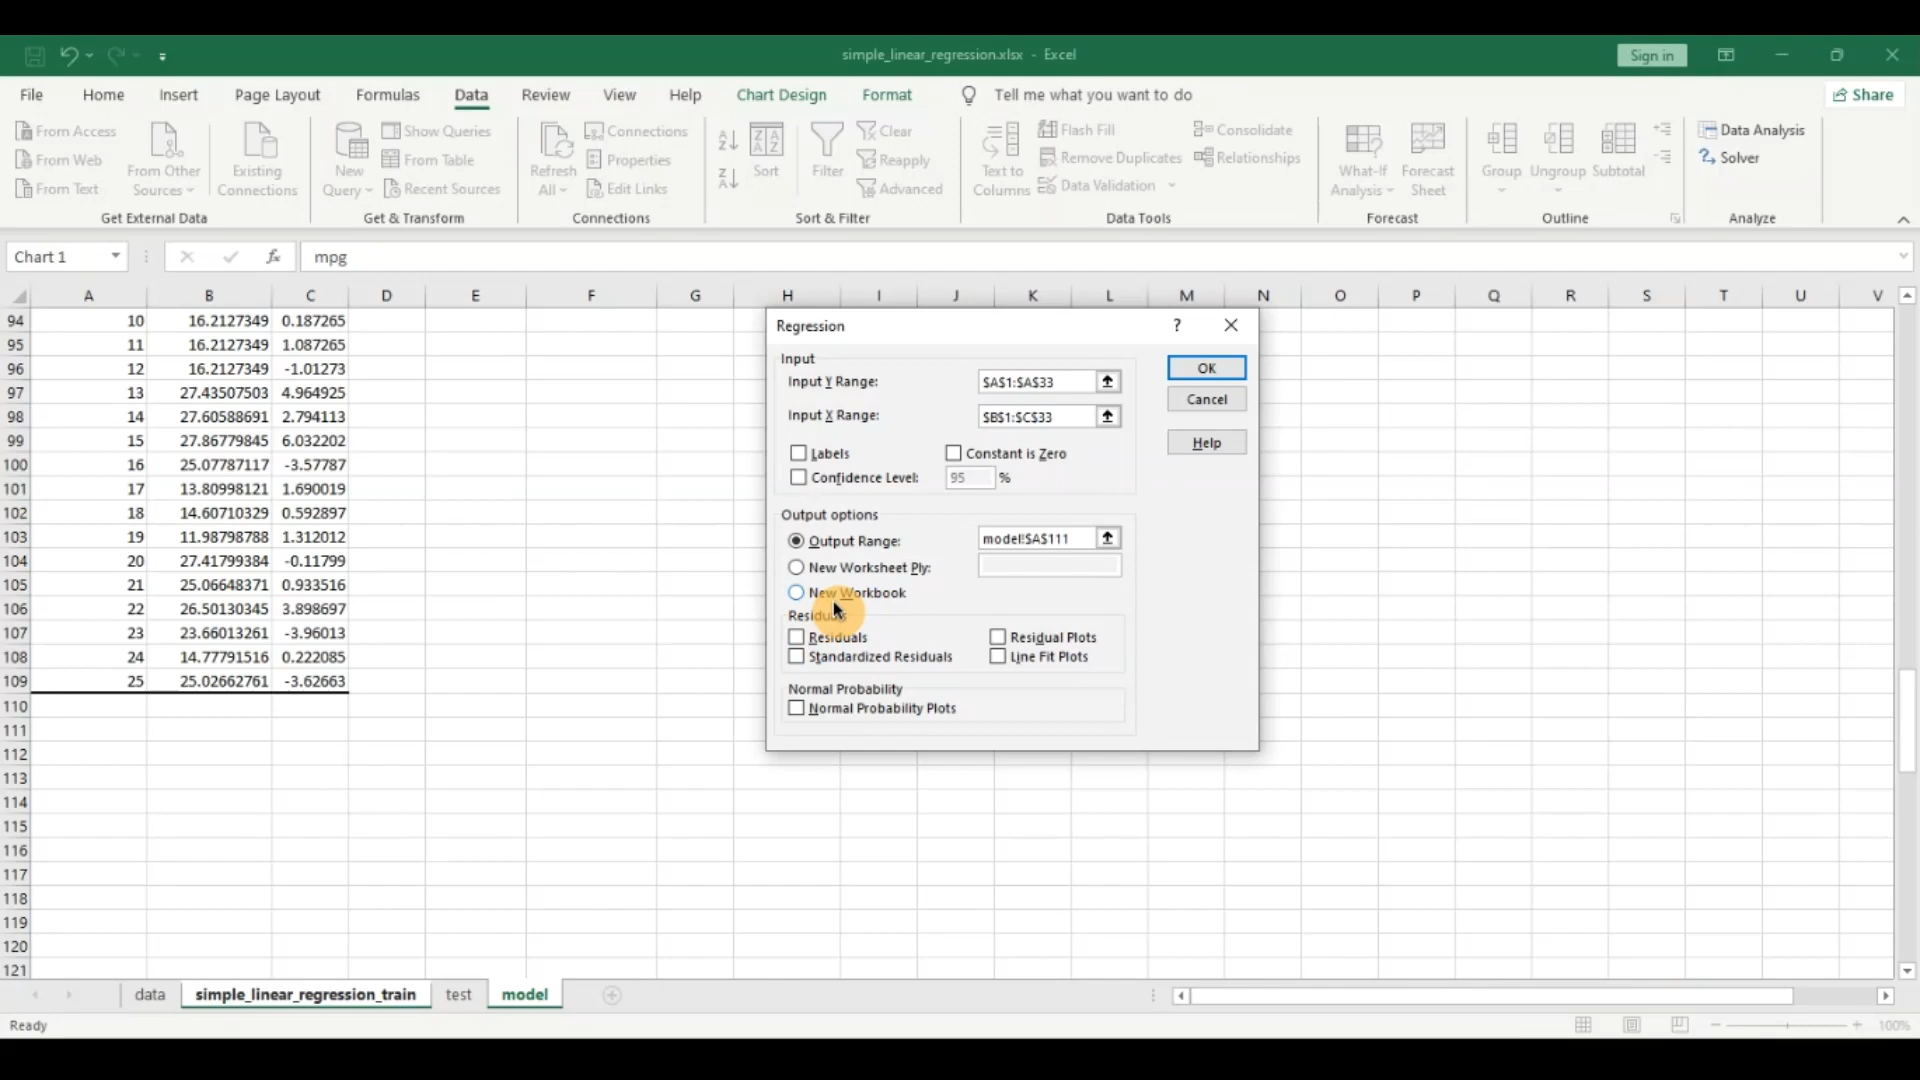 simple_linear_regression.xlsx - Excel
Sign in
File Home Insert Page Layout Formulas Data Review View Help Chart Design Format Tell me what you want to do Share
From Access
From Web
From Text
From Other
Sources
Existing
Connections
Get External Data
New
Query
Show Queries
From Table
Recent Sources
Get & Transform
Refresh
All
Connections
Properties
Edit Links
Connections
A
Z
Z
A
Z A
A Z
Sort
Filter
Clear
Reapply
Advanced
Sort & Filter
Text to
Columns
Flash Fill
Remove Duplicates
Data Validation
Consolidate
Relationships
Data Tools
What-If
Analysis
Forecast
Sheet
Forecast
Group
Ungroup
Subtotal
Outline
Data Analysis
Solver
Analyze
Chart 1 fx mpg
A B C D E F G H I J K L M N O P Q R S T U V
94 10 16.2127349 0.187265
95 11 16.2127349 1.087265
96 12 16.2127349 -1.01273
97 13 27.43507503 4.964925
98 14 27.60588691 2.794113
99 15 27.86779845 6.032202
100 16 25.07787117 -3.57787
101 17 13.80998121 1.690019
102 18 14.60710329 0.592897
103 19 11.98798788 1.312012
104 20 27.41799384 -0.11799
105 21 25.06648371 0.933516
106 22 26.50130345 3.898697
107 23 23.66013261 -3.96013
108 24 14.77791516 0.222085
109 25 25.02662761 -3.62663
110
111
112
113
114
115
116
117
118
119
120
121
Regression ?
Input
Input Y Range: $A$1:$A$33
Input X Range: $B$1:$C$33
Labels Constant is Zero
Confidence Level: 95 %
OK
Cancel
Help
Output options
Output Range: model!$A$111
New Worksheet Ply:
New Workbook
Residuals
Residuals Residual Plots
Standardized Residuals Line Fit Plots
Normal Probability
Normal Probability Plots
data simple_linear_regression_train test model
Ready 100%